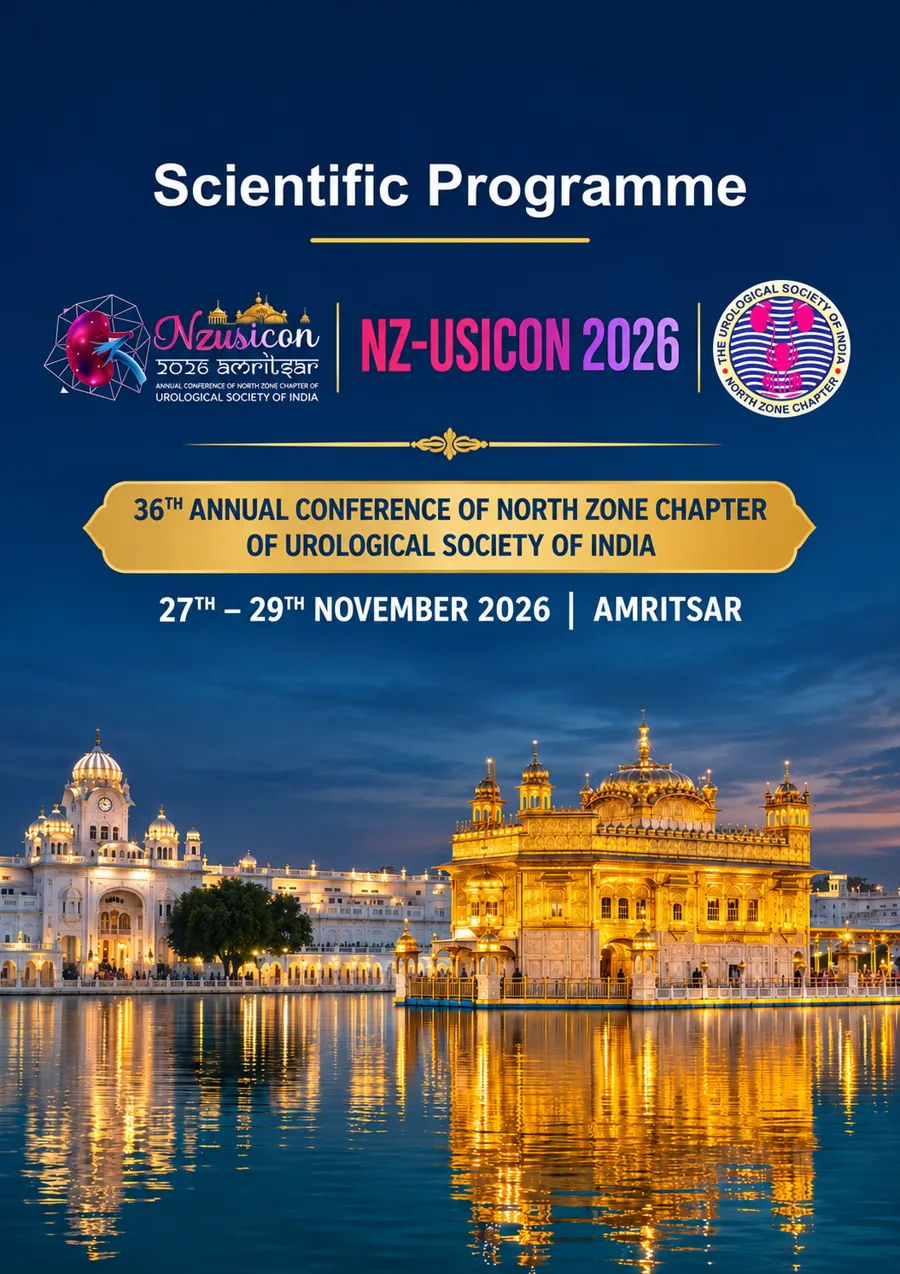 Scientific Programme
Nzusicon
2026 amritsar
ANNUAL CONFERENCE OF NORTH ZONE CHAPTER OF
UROLOGICAL SOCIETY OF INDIA
NZ-USICON 2026
THE UROLOGICAL SOCIETY OF INDIA
• NORTH ZONE CHAPTER •
36TH ANNUAL CONFERENCE OF NORTH ZONE CHAPTER
OF UROLOGICAL SOCIETY OF INDIA
27TH – 29TH NOVEMBER 2026 | AMRITSAR